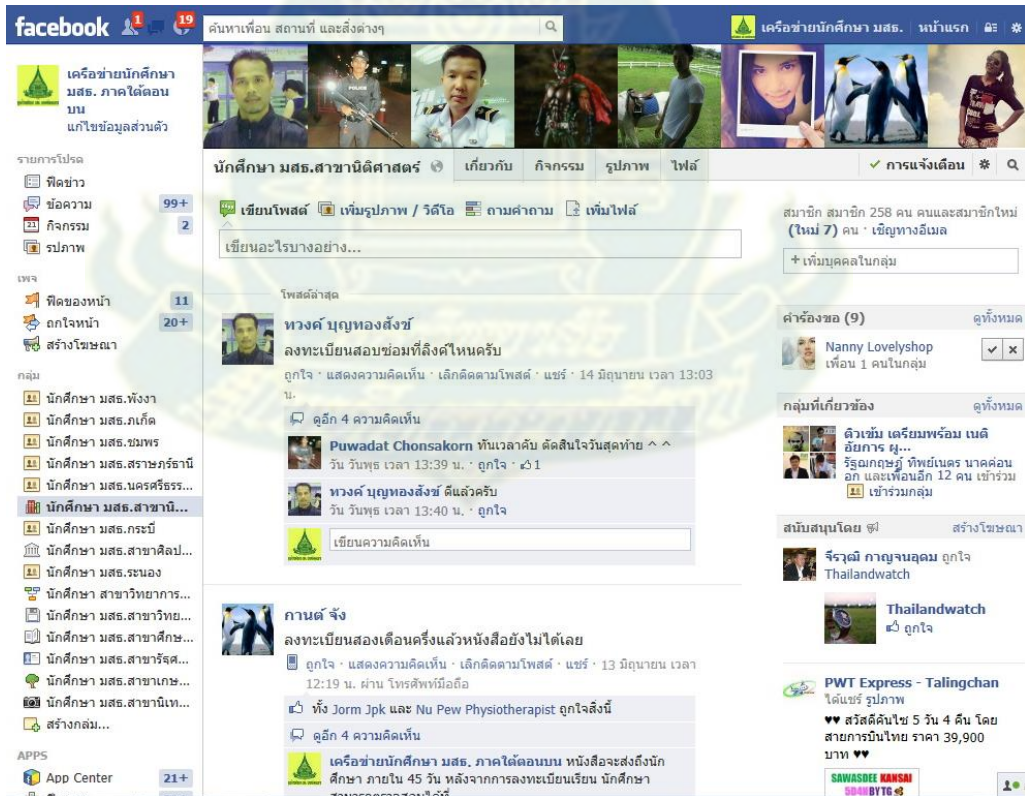 facebook 1 19 ค้นหาเพื่อน สถานที่ และสิ่งต่างๆ เครือข่ายนักศึกษา มสธ. หน้าแรก
เครือข่ายนักศึกษา
มสธ. ภาคใต้ตอน
บน
แก้ไขข้อมูลส่วนตัว
รายการโปรด
ฟีดข่าว
ข้อความ 99+
กิจกรรม 2
รูปภาพ
เพจ
ฟีดของหน้า 11
ถูกใจหน้า 20+
สร้างโฆษณา
กลุ่ม
นักศึกษา มสธ.พังงา
นักศึกษา มสธ.ภูเก็ต
นักศึกษา มสธ.ชุมพร
นักศึกษา มสธ.สุราษฎร์ธานี
นักศึกษา มสธ.นครศรีธรร...
นักศึกษา มสธ.สาขานิ...
นักศึกษา มสธ.กระบี่
นักศึกษา มสธ.สาขาศิลป...
นักศึกษา มสธ.ระนอง
นักศึกษา สาขาวิทยาการ...
นักศึกษา มสธ.สาขาวิทย...
นักศึกษา มสธ.สาขาศึกษ...
นักศึกษา มสธ.สาขารัฐศ...
นักศึกษา มสธ.สาขาเกษ...
นักศึกษา มสธ.สาขานิเท...
สร้างกลุ่ม...
APPS
App Center 21+
POLICE
นักศึกษา มสธ.สาขานิติศาสตร์ เกี่ยวกับ กิจกรรม รูปภาพ ไฟล์ การแจ้งเตือน
เขียนโพสต์ เพิ่มรูปภาพ / วิดีโอ ถามคำถาม เพิ่มไฟล์
เขียนอะไรบางอย่าง...
โพสต์ล่าสุด
ทวงค์ บุญทองสังข์
ลงทะเบียนสอบซ่อมที่ลิงค์ไหนครับ
ถูกใจ · แสดงความคิดเห็น · เลิกติดตามโพสต์ · แชร์ · 14 มิถุนายน เวลา 13:03
น.
ดูอีก 4 ความคิดเห็น
Puwadat Chonsakorn ทันเวลาคับ ตัดสินใจวันสุดท้าย ^ ^
วัน วันพุธ เวลา 13:39 น. · ถูกใจ · 1
ทวงค์ บุญทองสังข์ ดีแล้วครับ
วัน วันพุธ เวลา 13:40 น. · ถูกใจ
เขียนความคิดเห็น
กานต์ จัง
ลงทะเบียนสองเดือนครึ่งแล้วหนังสือยังไม่ได้เลย
ถูกใจ · แสดงความคิดเห็น · เลิกติดตามโพสต์ · แชร์ · 13 มิถุนายน เวลา
12:19 น. ผ่าน โทรศัพท์มือถือ
ทั้ง Jorm Jpk และ Nu Pew Physiotherapist ถูกใจสิ่งนี้
ดูอีก 4 ความคิดเห็น
เครือข่ายนักศึกษา มสธ. ภาคใต้ตอนบน หนังสือจะส่งถึงนัก
ศึกษา ภายใน 45 วัน หลังจากการลงทะเบียนเรียน นักศึกษา
สมาชิก สมาชิก 258 คน คนและสมาชิกใหม่
(ใหม่ 7) คน · เชิญทางอีเมล
+ เพิ่มบุคคลในกลุ่ม
คำร้องขอ (9) ดูทั้งหมด
Nanny Lovelyshop
เพื่อน 1 คนในกลุ่ม
กลุ่มที่เกี่ยวข้อง ดูทั้งหมด
ติวเข้ม เตรียมพร้อม เนติ
อัยการ ผู้...
รัฐฌกฤษฎ์ ทิพย์เนตร นาคค่อน
อก และเพื่อนอีก 12 คน เข้าร่วม
เข้าร่วมกลุ่ม
สนับสนุนโดย สร้างโฆษณา
จีรวุฒิ กาญจนอุดม ถูกใจ
Thailandwatch
Thailandwatch
ถูกใจ
PWT Express - Talingchan
ได้แชร์ รูปภาพ
♥♥ สวัสดีคันไซ 5 วัน 4 คืน โดย
สายการบินไทย ราคา 39,900
บาท ♥♥
SAWASDEE KANSAI
5D4N BY TG
1